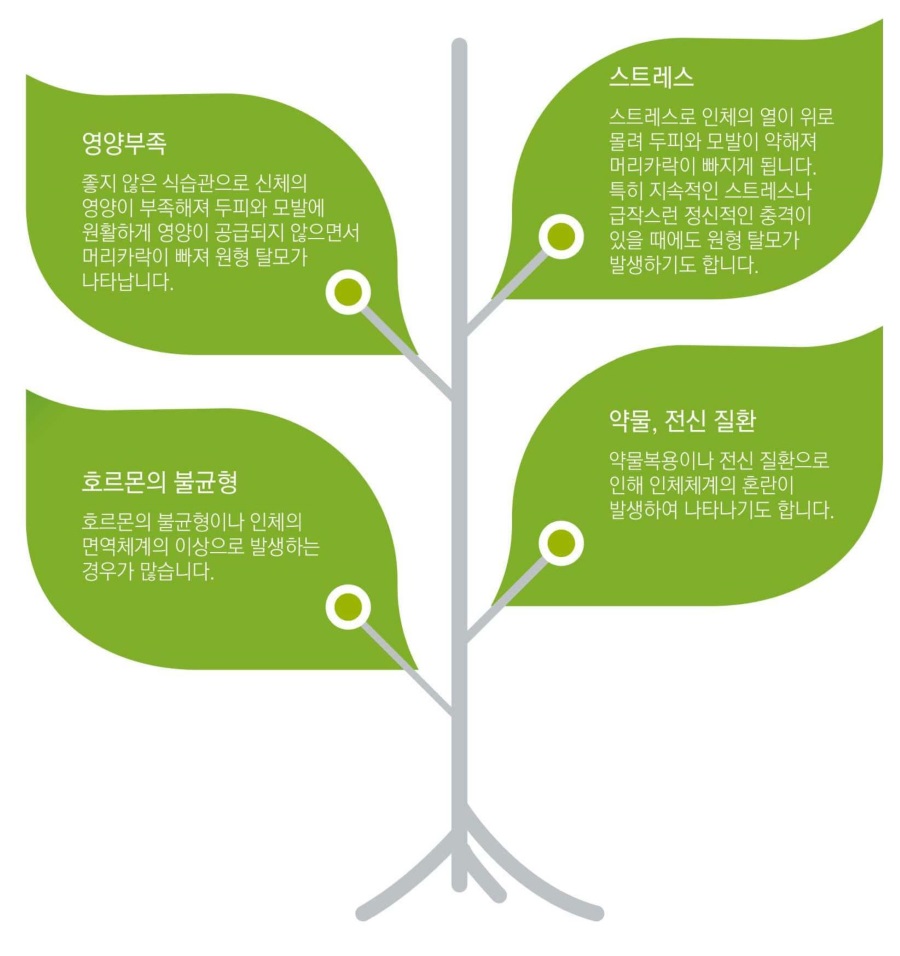 영양부족
좋지 않은 식습관으로 신체의
영양이 부족해져 두피와 모발에
원활하게 영양이 공급되지 않으면서
머리카락이 빠져 원형 탈모가
나타납니다.
스트레스
스트레스로 인체의 열이 위로
몰려 두피와 모발이 약해져
머리카락이 빠지게 됩니다.
특히 지속적인 스트레스나
급작스런 정신적인 충격이
있을 때에도 원형 탈모가
발생하기도 합니다.
호르몬의 불균형
호르몬의 불균형이나 인체의
면역체계의 이상으로 발생하는
경우가 많습니다.
약물, 전신 질환
약물복용이나 전신 질환으로
인해 인체체계의 혼란이
발생하여 나타나기도 합니다.